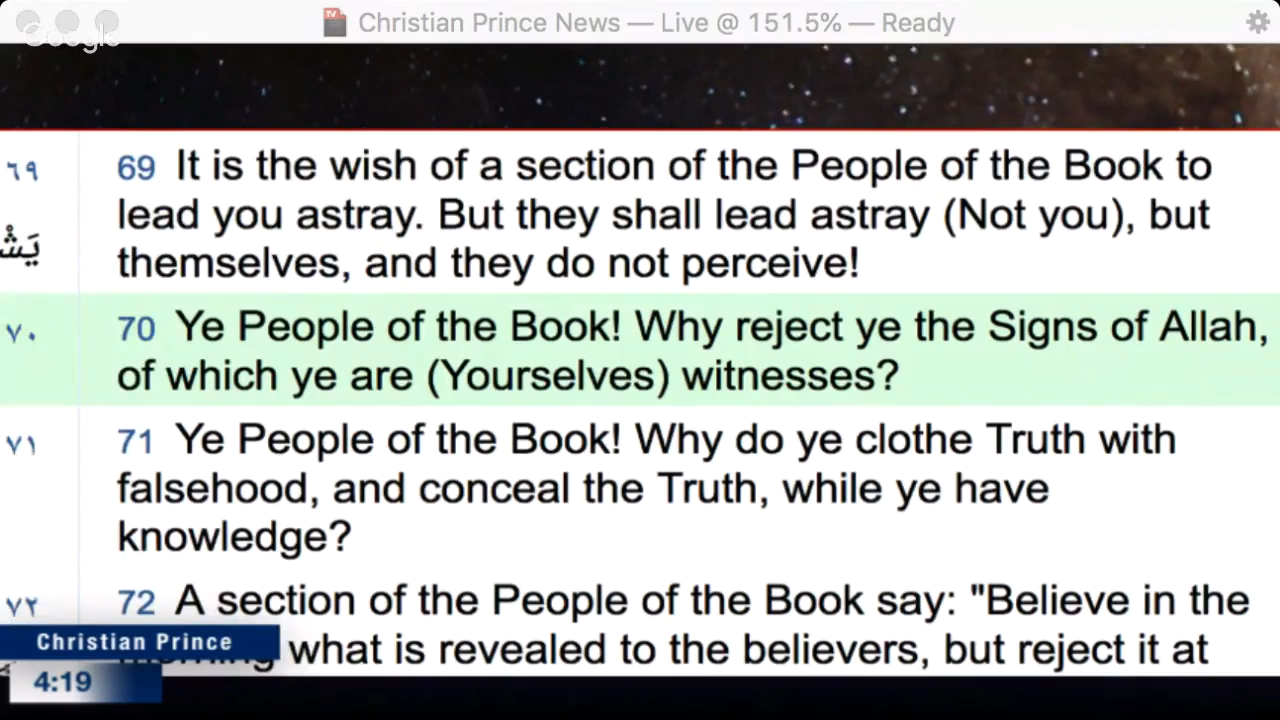 Christian Prince News — Live @ 151.5% — Ready
Google
٦٩ 69 It is the wish of a section of the People of the Book to
lead you astray. But they shall lead astray (Not you), but
themselves, and they do not perceive!
٧٠ 70 Ye People of the Book! Why reject ye the Signs of Allah,
of which ye are (Yourselves) witnesses?
٧١ 71 Ye People of the Book! Why do ye clothe Truth with
falsehood, and conceal the Truth, while ye have
knowledge?
٧٢ 72 A section of the People of the Book say: "Believe in the
what is revealed to the believers, but reject it at
Christian Prince
4:19